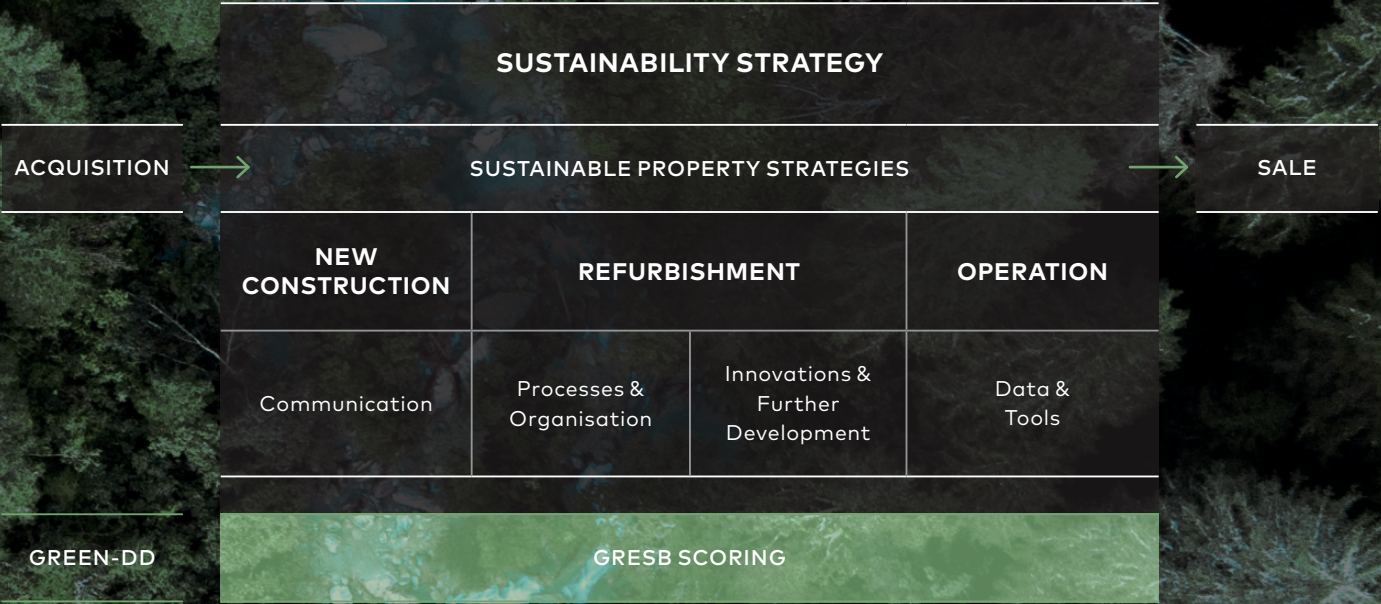 SUSTAINABILITY STRATEGY
ACQUISITION
SUSTAINABLE PROPERTY STRATEGIES
SALE
NEW
CONSTRUCTION
REFURBISHMENT
OPERATION
Communication
Processes &
Organisation
Innovations &
Further
Development
Data &
Tools
GREEN-DD
GRESB SCORING